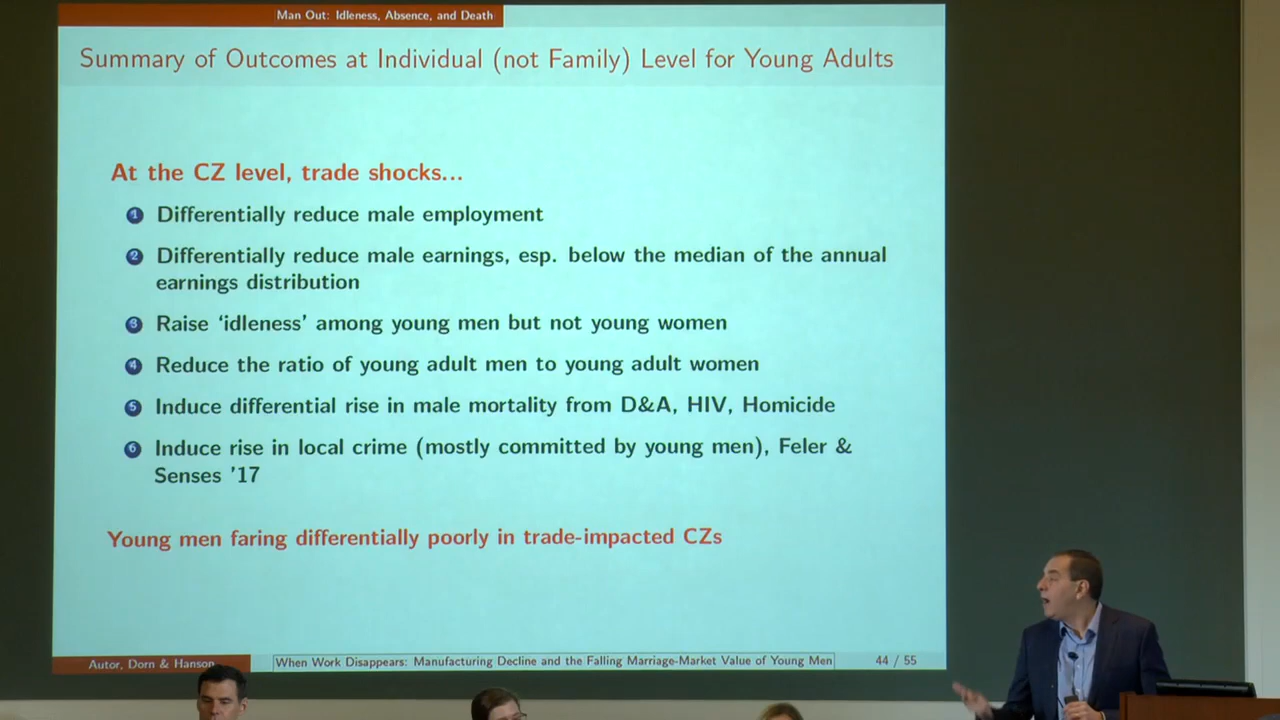 Man Out: Idleness, Absence, and Death
Summary of Outcomes at Individual (not Family) Level for Young Adults
At the CZ level, trade shocks...
1 Differentially reduce male employment
2 Differentially reduce male earnings, esp. below the median of the annual
earnings distribution
3 Raise ‘idleness’ among young men but not young women
4 Reduce the ratio of young adult men to young adult women
5 Induce differential rise in male mortality from D&A, HIV, Homicide
6 Induce rise in local crime (mostly committed by young men), Feler &
Senses ’17
Young men faring differentially poorly in trade-impacted CZs
Autor, Dorn & Hanson
When Work Disappears: Manufacturing Decline and the Falling Marriage-Market Value of Young Men
44 / 55